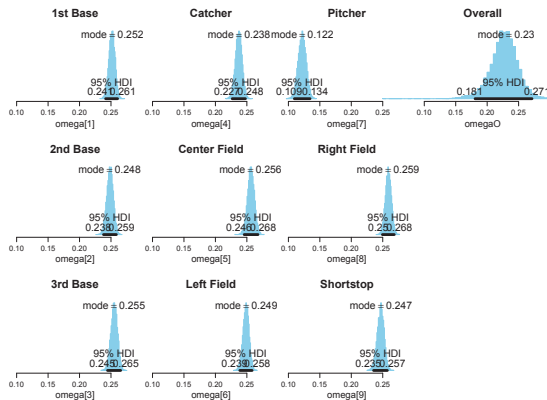 1st Base
mode = 0.252
95% HDI
0.241 0.261
0.10 0.15 0.20 0.25
omega[1]
Catcher
mode = 0.238
95% HDI
0.227 0.248
0.10 0.15 0.20 0.25
omega[4]
Pitcher
mode = 0.122
95% HDI
0.109 0.134
0.10 0.15 0.20 0.25
omega[7]
Overall
mode = 0.23
95% HDI
0.181 0.271
0.10 0.15 0.20 0.25
omegaO
2nd Base
mode = 0.248
95% HDI
0.238 0.259
0.10 0.15 0.20 0.25
omega[2]
Center Field
mode = 0.256
95% HDI
0.246 0.268
0.10 0.15 0.20 0.25
omega[5]
Right Field
mode = 0.259
95% HDI
0.25 0.268
0.10 0.15 0.20 0.25
omega[8]
3rd Base
mode = 0.255
95% HDI
0.245 0.265
0.10 0.15 0.20 0.25
omega[3]
Left Field
mode = 0.249
95% HDI
0.239 0.258
0.10 0.15 0.20 0.25
omega[6]
Shortstop
mode = 0.247
95% HDI
0.235 0.257
0.10 0.15 0.20 0.25
omega[9]